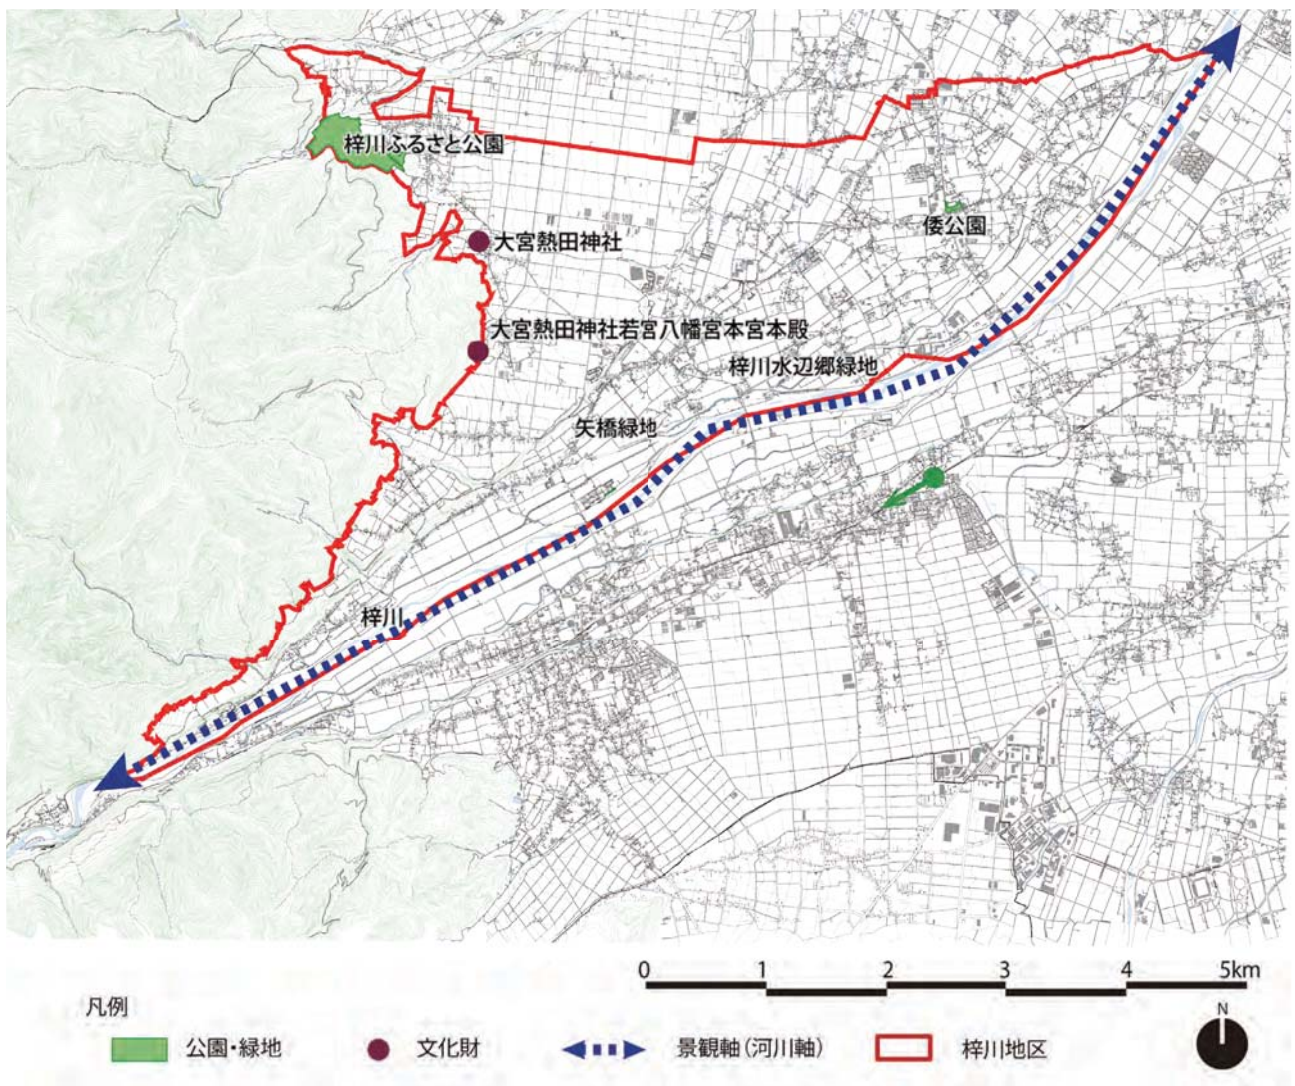 梓川ふるさと公園
倭公園
大宮熱田神社
大宮熱田神社若宮八幡宮本宮本殿
梓川水辺郷緑地
矢橋緑地
梓川
0 1 2 3 4 5km
凡例
N
公園・緑地 文化財 景観軸（河川軸） 梓川地区